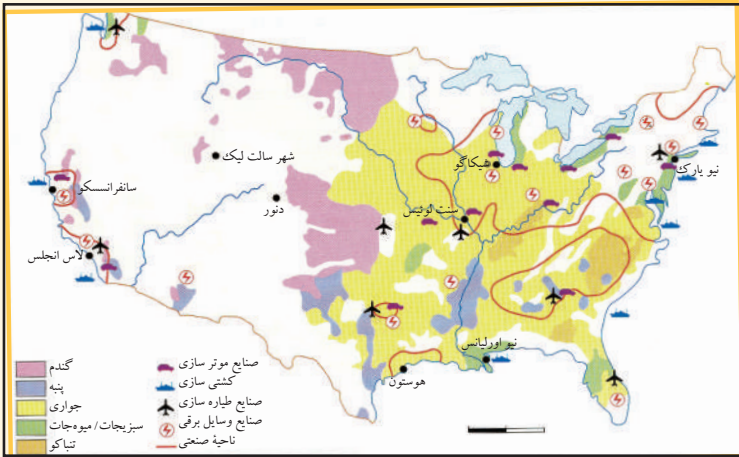 شهر سالت لیک
شیکاگو
نیو یارک
سانفرانسسکو
دنور
سنت لوئیس
لاس انجلس
نیو اورلیانس
هوستون
گندم
پنبه
جواری
سبزیجات/ میوه‌جات
تنباکو
صنایع موتر سازی
کشتی سازی
صنایع طیاره سازی
صنایع وسایل برقی
ناحیۀ صنعتی